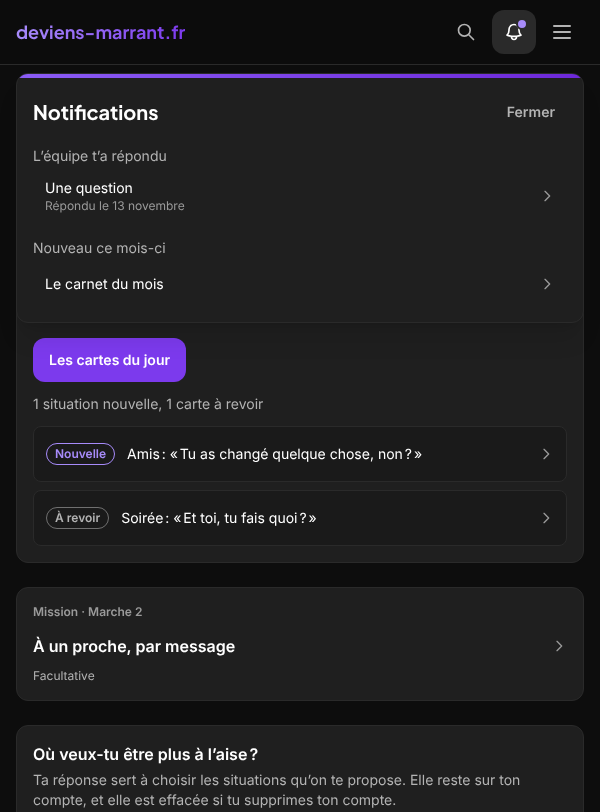 deviens-marrant.fr
Notifications
Fermer
L’équipe t’a répondu
Une question
Répondu le 13 novembre
Nouveau ce mois-ci
Le carnet du mois
Les cartes du jour
1 situation nouvelle, 1 carte à revoir
Nouvelle
Amis : « Tu as changé quelque chose, non ? »
À revoir
Soirée : « Et toi, tu fais quoi ? »
Mission · Marche 2
À un proche, par message
Facultative
Où veux-tu être plus à l’aise ?
Ta réponse sert à choisir les situations qu’on te propose. Elle reste sur ton
compte, et elle est effacée si tu supprimes ton compte.